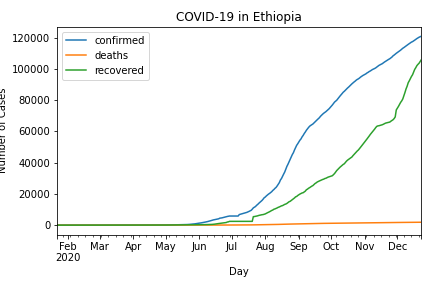 COVID-19 in Ethiopia
confirmed
deaths
recovered
120000
100000
80000
60000
40000
20000
0
Number of Cases
Feb Mar Apr May Jun Jul Aug Sep Oct Nov Dec
2020
Day